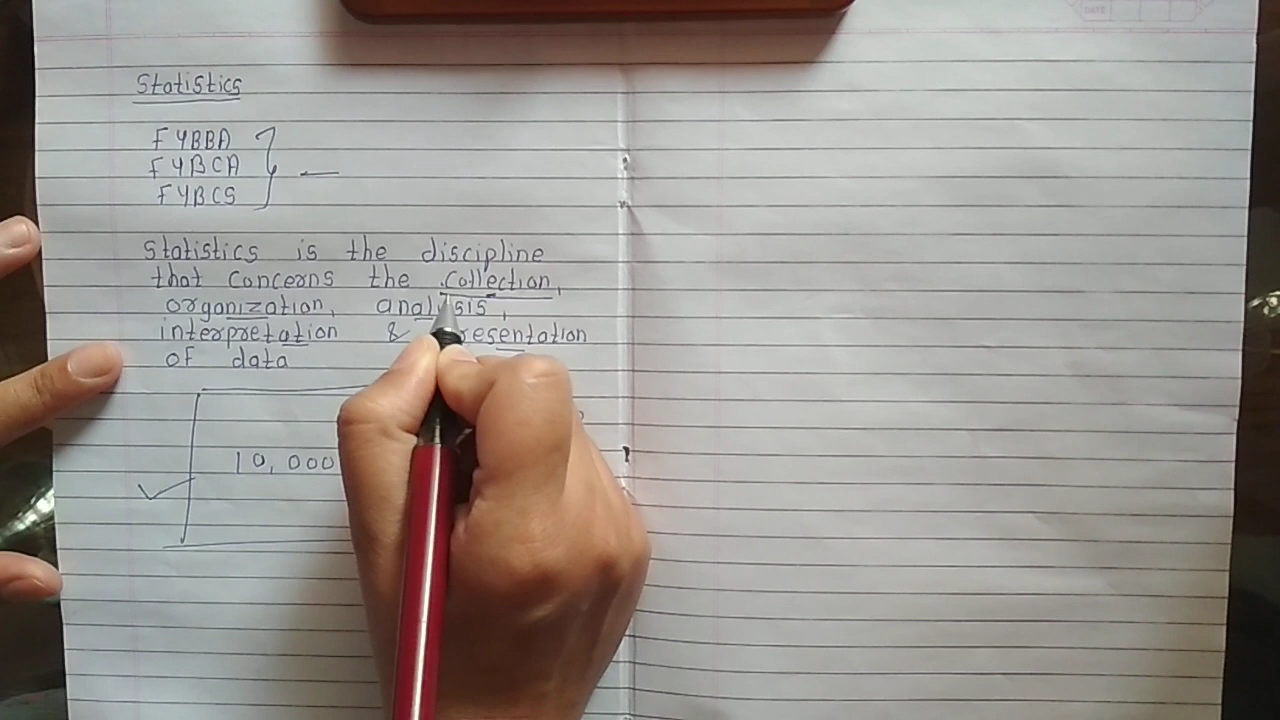 DATE
Statistics
FYBBA
FYBCA
FYBCS
Statistics is the discipline
that concerns the collection,
organization, analysis,
interpretation & presentation
of data
10,000